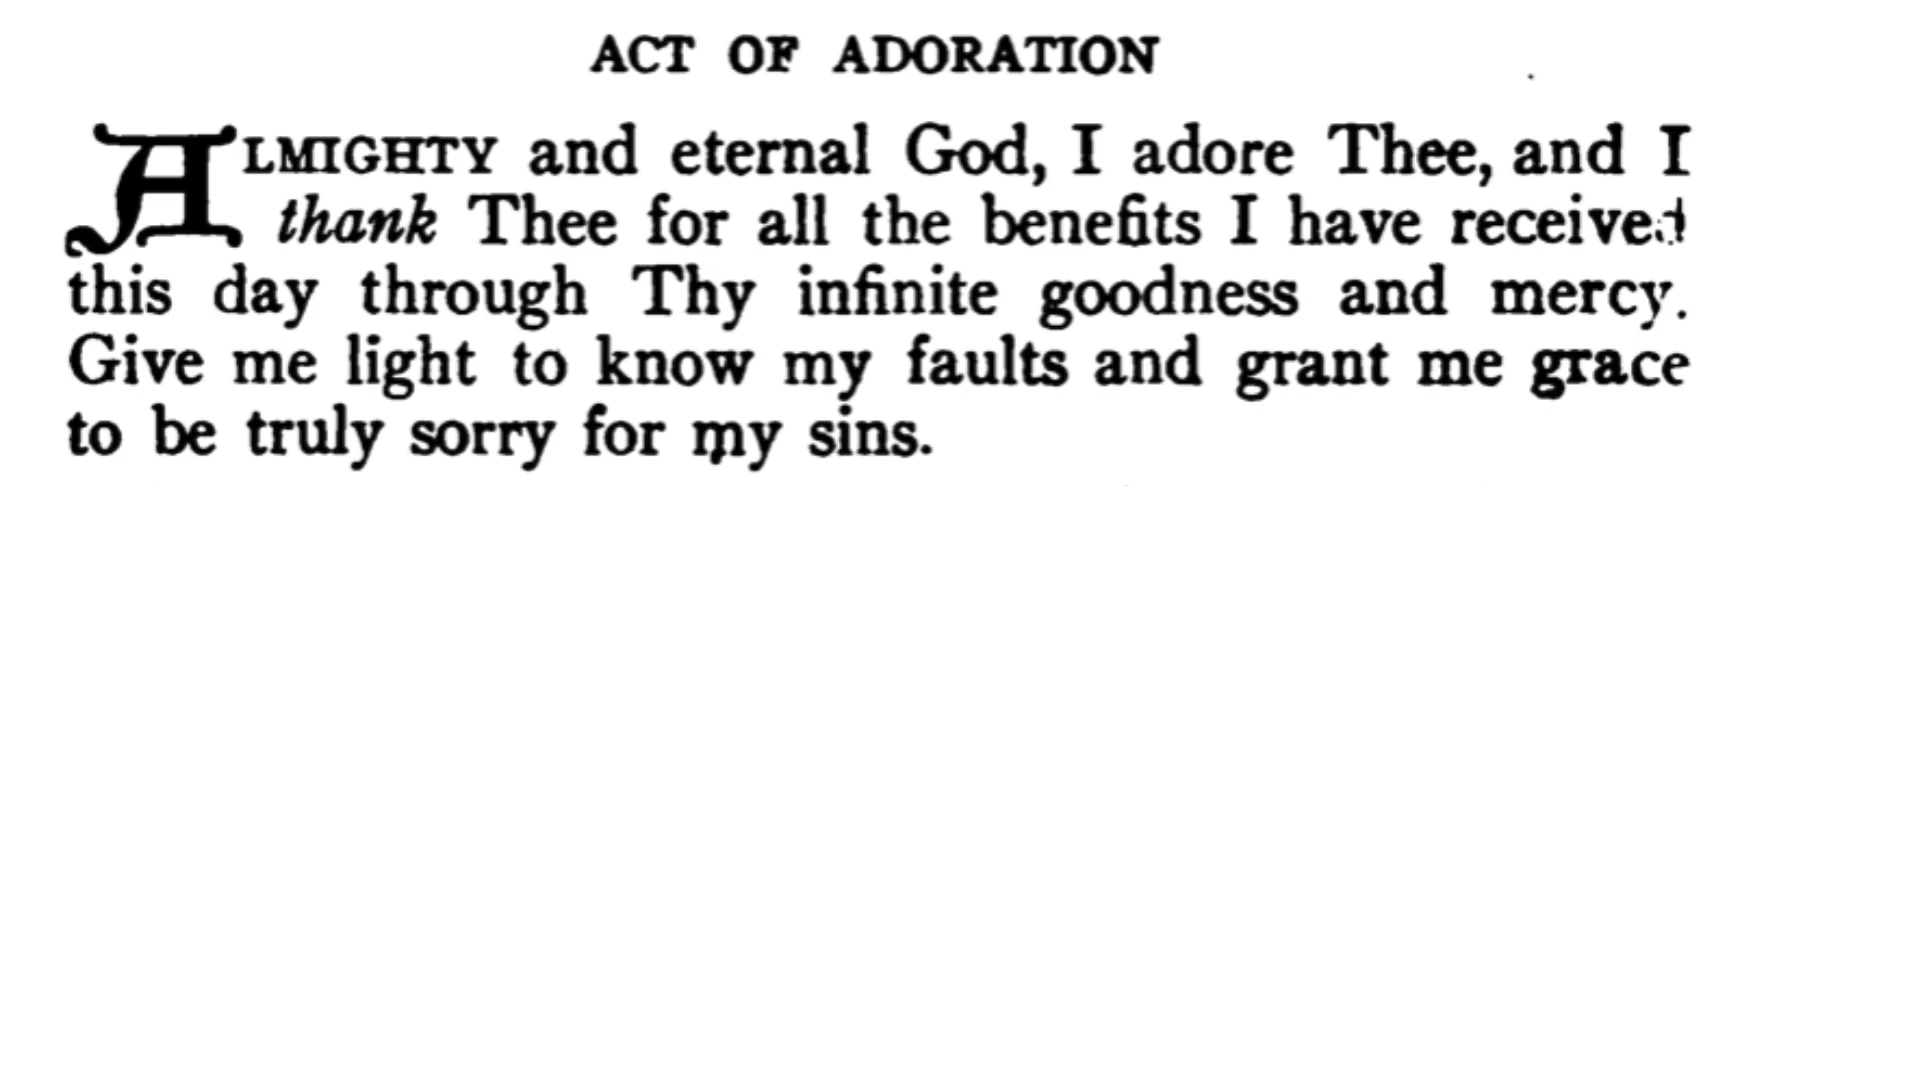 ACT OF ADORATION
ALMIGHTY and eternal God, I adore Thee, and I
thank Thee for all the benefits I have received
this day through Thy infinite goodness and mercy.
Give me light to know my faults and grant me grace
to be truly sorry for my sins.